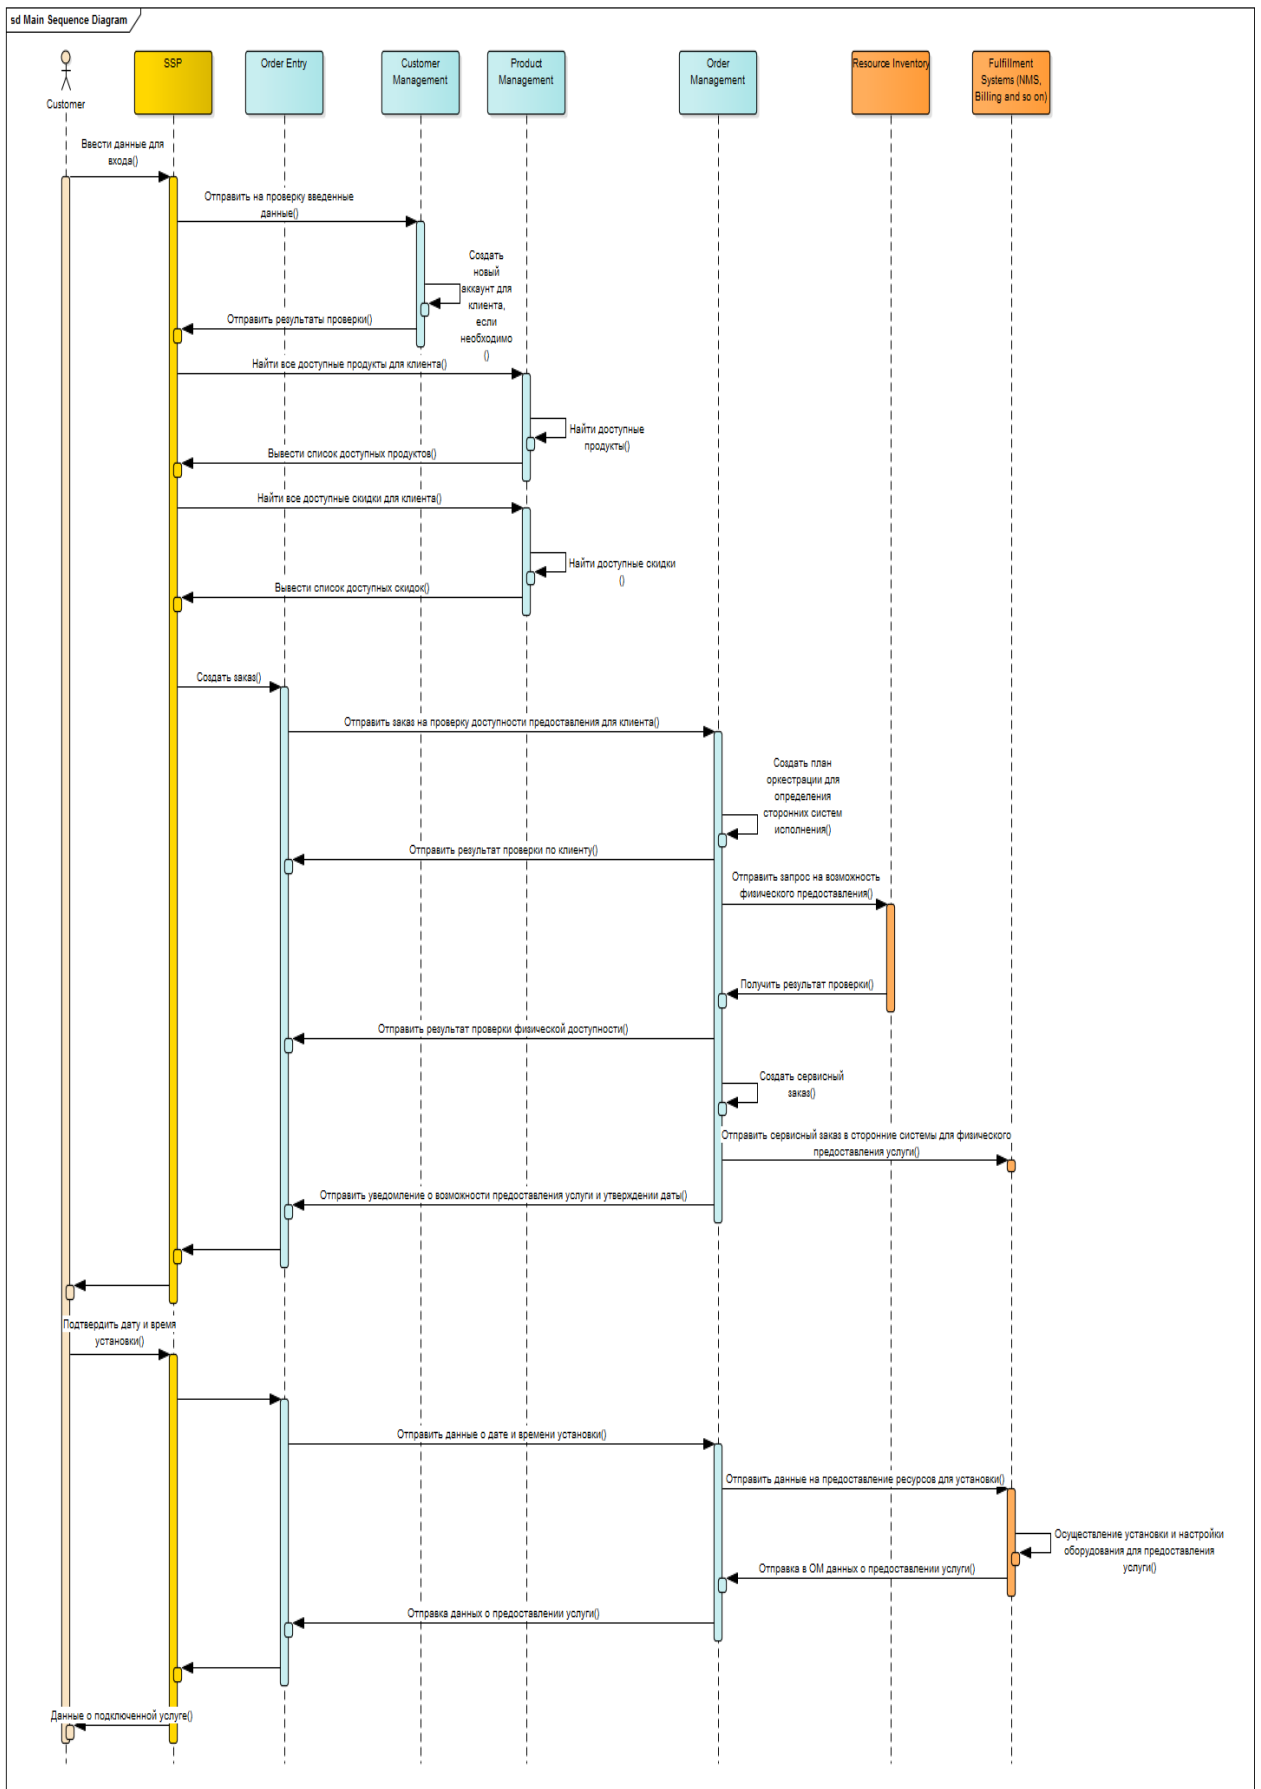 sd Main Sequence Diagram
Customer
SSP
Order Entry
Customer
Management
Product
Management
Order
Management
Resource Inventory
Fulfillment
Systems (NMS,
Billing and so on)
Ввести данные для
входа()
Отправить на проверку введенные
данные()
Создать
новый
аккаунт для
клиента,
если
необходимо
()
Отправить результаты проверки()
Найти все доступные продукты для клиента()
Найти доступные
продукты()
Вывести список доступных продуктов()
Найти все доступные скидки для клиента()
Найти доступные скидки
()
Вывести список доступных скидок()
Создать заказ()
Отправить заказ на проверку доступности предоставления для клиента()
Создать план
оркестрации для
определения
сторонних систем
исполнения()
Отправить результат проверки по клиенту()
Отправить запрос на возможность
физического предоставления()
Получить результат проверки()
Отправить результат проверки физической доступности()
Создать сервисный
заказ()
Отправить сервисный заказ в сторонние системы для физического
предоставления услуги()
Отправить уведомление о возможности предоставления услуги и утверждении даты()
Подтвердить дату и время
установки()
Отправить данные о дате и времени установки()
Отправить данные на предоставление ресурсов для установки()
Осуществление установки и настройки
оборудования для предоставления
услуги()
Отправка в ОМ данных о предоставлении услуги()
Отправка данных о предоставлении услуги()
Данные о подключенной услуге()